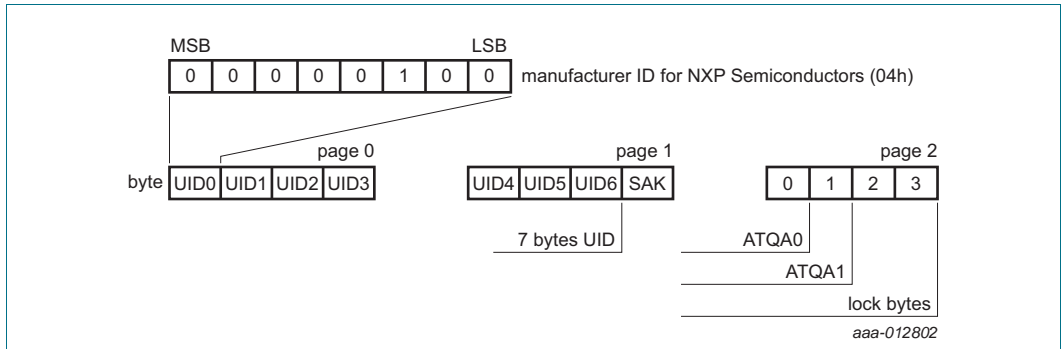 MSB LSB
0 0 0 0 0 1 0 0 manufacturer ID for NXP Semiconductors (04h)
page 0 page 1 page 2
byte UID0 UID1 UID2 UID3 UID4 UID5 UID6 SAK 0 1 2 3
7 bytes UID ATQA0
ATQA1
lock bytes
aaa-012802